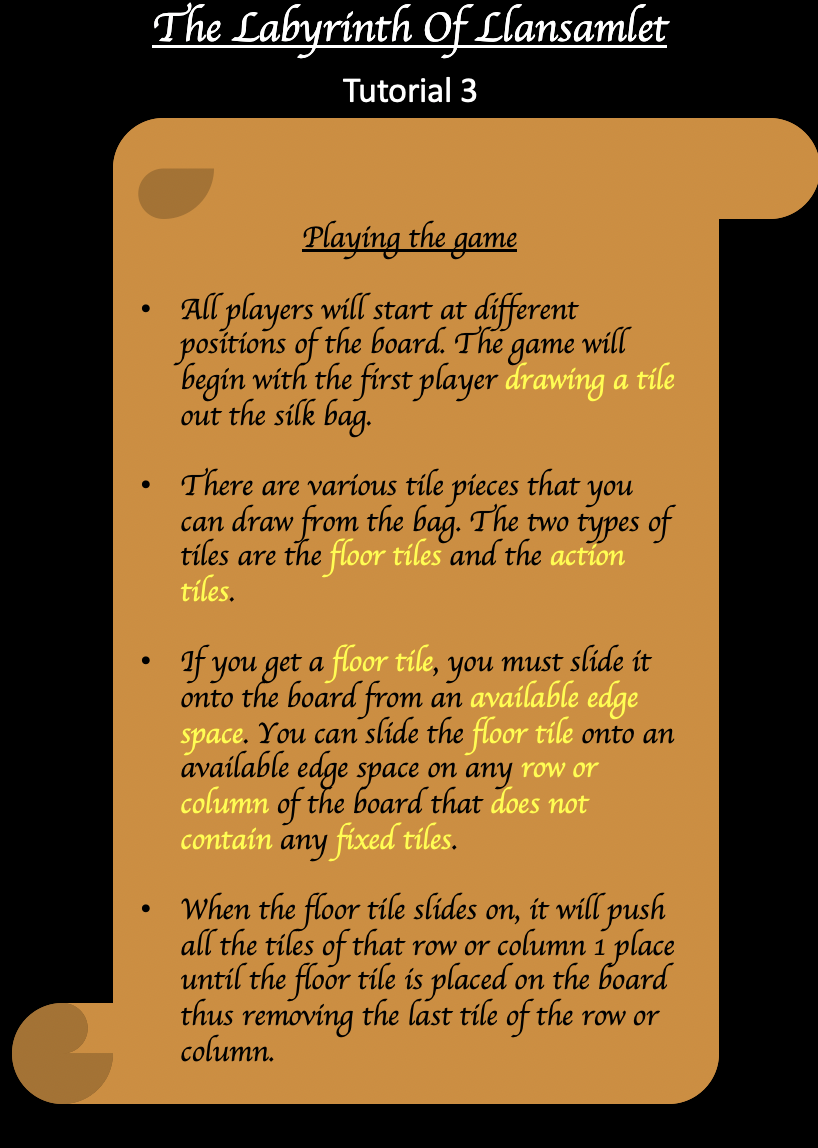 The Labyrinth Of Llansamlet
Tutorial 3
Playing the game
• All players will start at different
positions of the board. The game will
begin with the first player drawing a tile
out the silk bag.
• There are various tile pieces that you
can draw from the bag. The two types of
tiles are the floor tiles and the action
tiles.
• If you get a floor tile, you must slide it
onto the board from an available edge
space. You can slide the floor tile onto an
available edge space on any row or
column of the board that does not
contain any fixed tiles.
• When the floor tile slides on, it will push
all the tiles of that row or column 1 place
until the floor tile is placed on the board
thus removing the last tile of the row or
column.